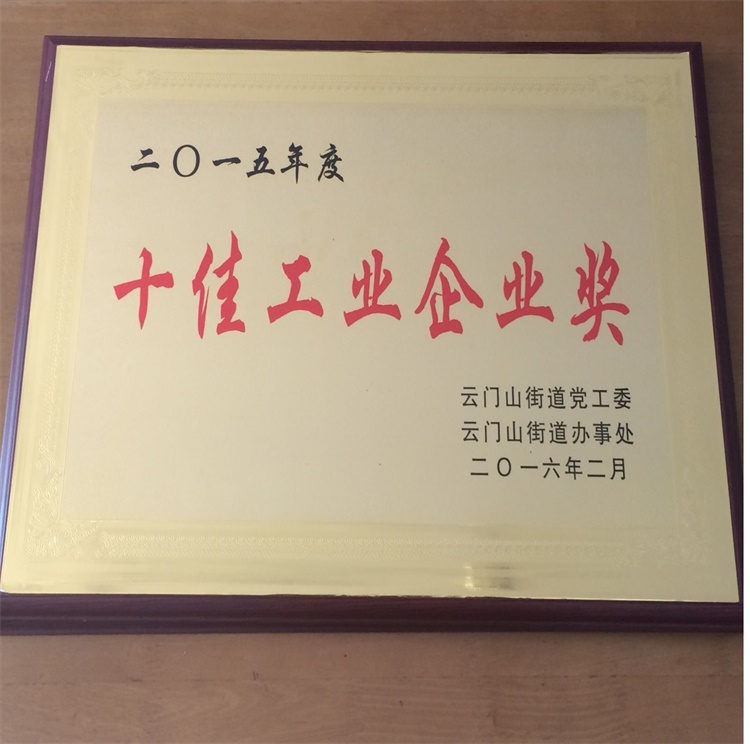 二〇一五年度
十佳工业企业奖
云门山街道党工委
云门山街道办事处
二〇一六年二月